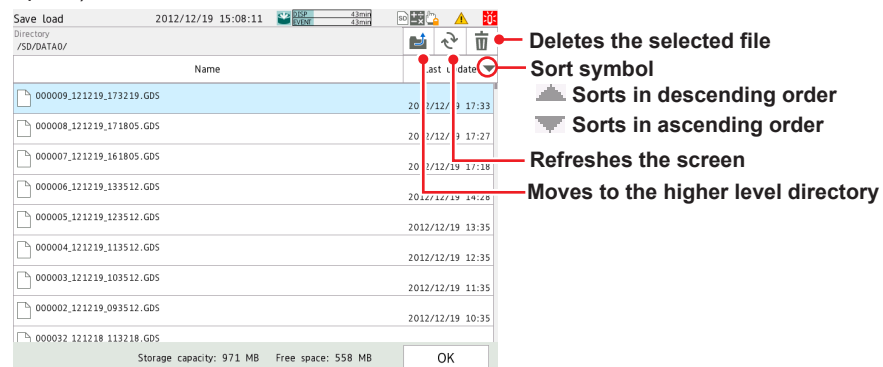 Save load 2012/12/19 15:08:11 DISP 43min
EVENT 43min
SD
Directory
/SD/DATA0/
Deletes the selected file
Name Last update
Sort symbol
Sorts in descending order
Sorts in ascending order
Refreshes the screen
Moves to the higher level directory
000009_121219_173219.GDS
2012/12/19 17:33
000008_121219_171805.GDS
2012/12/19 17:27
000007_121219_161805.GDS
2012/12/19 17:18
000006_121219_133512.GDS
2012/12/19 14:28
000005_121219_123512.GDS
2012/12/19 13:35
000004_121219_113512.GDS
2012/12/19 12:35
000003_121219_103512.GDS
2012/12/19 11:35
000002_121219_093512.GDS
2012/12/19 10:35
000032_121218_113218.GDS
Storage capacity: 971 MB Free space: 558 MB OK